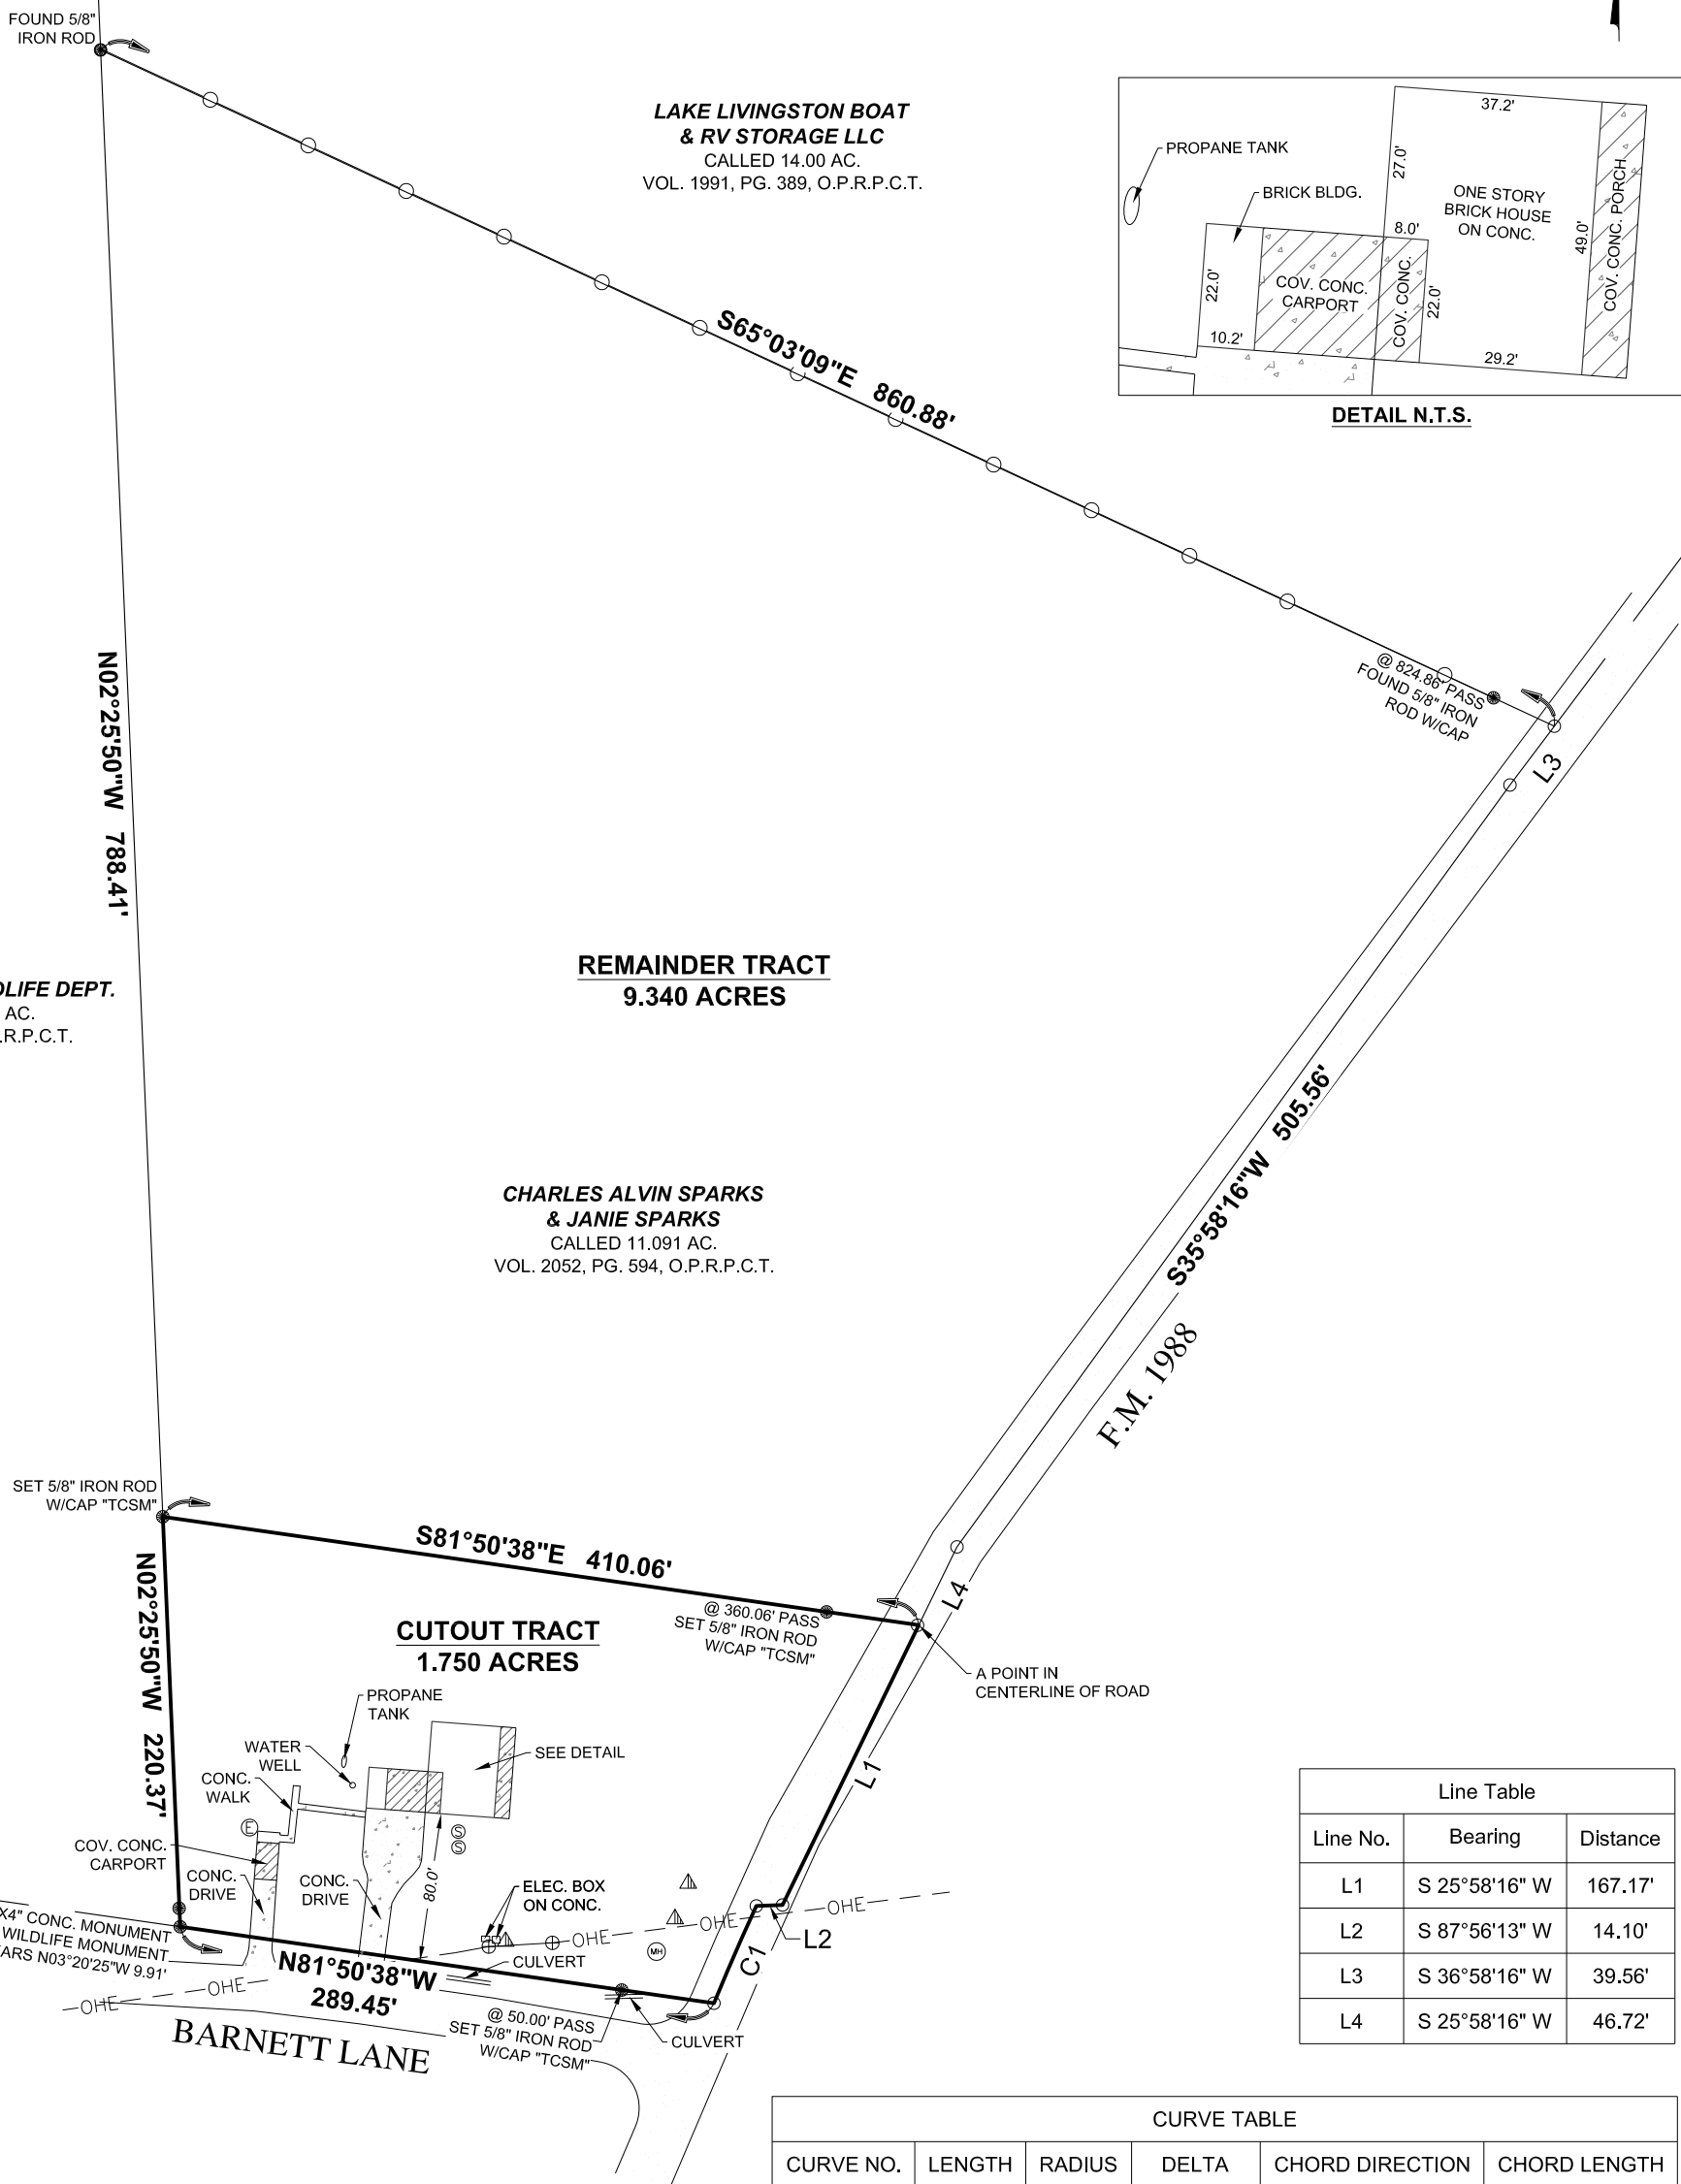 FOUND 5/8"
IRON ROD
LAKE LIVINGSTON BOAT
& RV STORAGE LLC
CALLED 14.00 AC.
VOL. 1991, PG. 389, O.P.R.P.C.T.
37.2'
PROPANE TANK
27.0'
BRICK BLDG.
ONE STORY
BRICK HOUSE
ON CONC.
8.0'
49.0'
COV. CONC. PORCH
22.0'
COV. CONC.
CARPORT
COV. CONC.
22.0'
10.2'
29.2'
DETAIL N.T.S.
S65°03'09"E 860.88'
@ 824.86' PASS
FOUND 5/8" IRON
ROD W/CAP
L3
N02°25'50"W 788.41'
REMAINDER TRACT
9.340 ACRES
DEPT.
AC.
R.P.C.T.
S35°58'16"W 505.56'
CHARLES ALVIN SPARKS
& JANIE SPARKS
CALLED 11.091 AC.
VOL. 2052, PG. 594, O.P.R.P.C.T.
F.M. 1988
SET 5/8" IRON ROD
W/CAP "TCSM"
S81°50'38"E 410.06'
L4
@ 360.06' PASS
SET 5/8" IRON ROD
W/CAP "TCSM"
N02°25'50"W 220.37'
CUTOUT TRACT
1.750 ACRES
A POINT IN
CENTERLINE OF ROAD
PROPANE
TANK
WATER
WELL
SEE DETAIL
CONC.
WALK
L1
E
S
S
COV. CONC.
CARPORT
CONC.
DRIVE
CONC.
DRIVE
80.0'
ELEC. BOX
ON CONC.
OHE
OHE
OHE
L2
MH
C1
X4" CONC. MONUMENT
WILDLIFE MONUMENT
N03°20'25"W 9.91'
CULVERT
N81°50'38"W
289.45'
OHE
OHE
@ 50.00' PASS
SET 5/8" IRON ROD
W/CAP "TCSM"
CULVERT
BARNETT LANE
Line Table
Line No. Bearing Distance
L1 S 25°58'16" W 167.17'
L2 S 87°56'13" W 14.10'
L3 S 36°58'16" W 39.56'
L4 S 25°58'16" W 46.72'
CURVE TABLE
CURVE NO. LENGTH RADIUS DELTA CHORD DIRECTION CHORD LENGTH